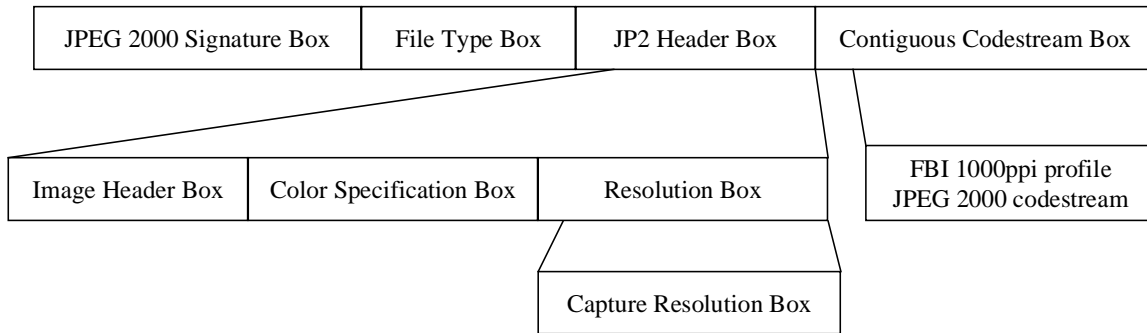 JPEG 2000 Signature Box File Type Box JP2 Header Box Contiguous Codestream Box
Image Header Box Color Specification Box Resolution Box
FBI 1000ppi profile
JPEG 2000 codestream
Capture Resolution Box